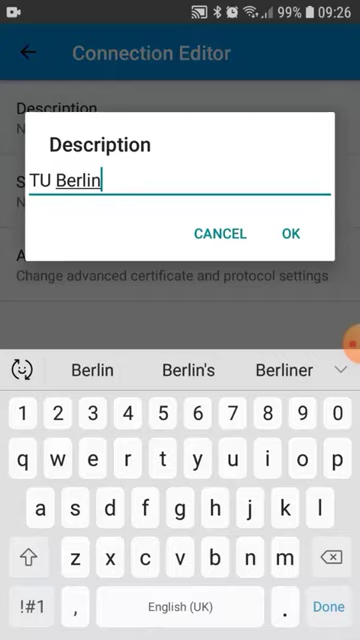 99% 09:26
Connection Editor
Description
Description
TU Berlin
CANCEL OK
Change advanced certificate and protocol settings
Berlin Berlin's Berliner
1 2 3 4 5 6 7 8 9 0
q w e r t y u i o p
a s d f g h j k l
z x c v b n m
!#1 , English (UK) . Done